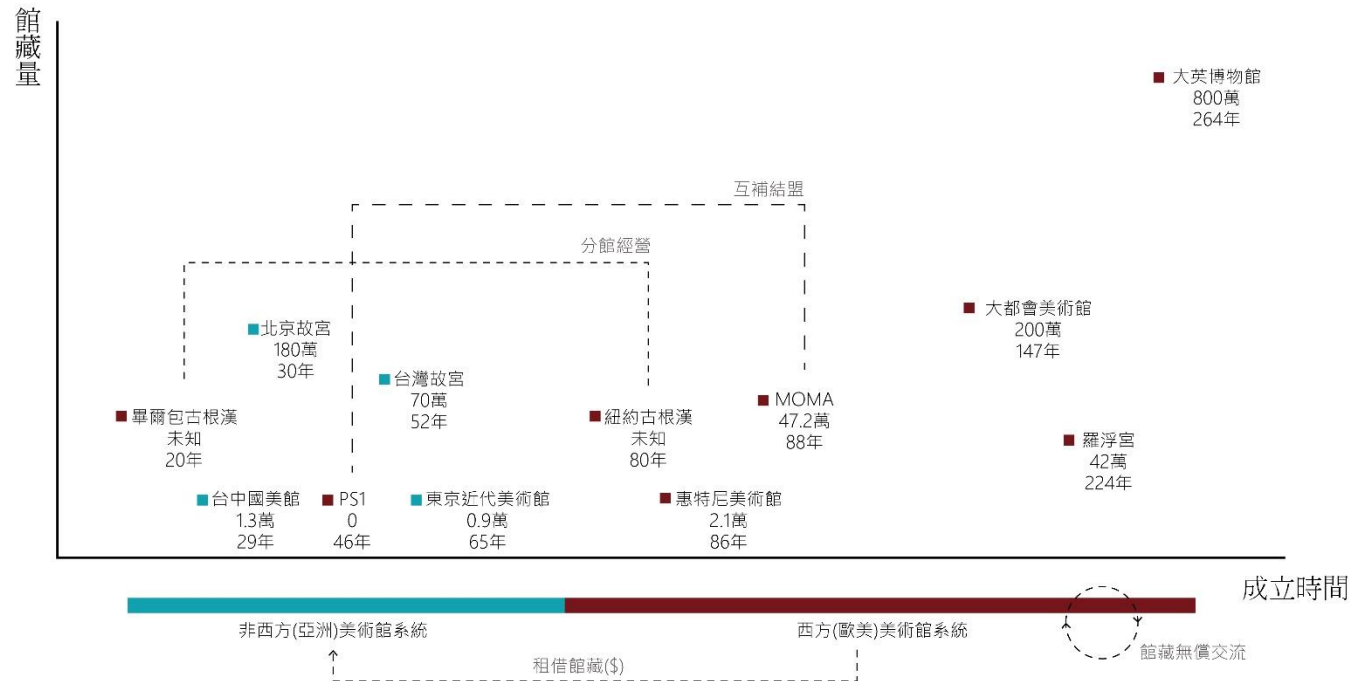 館藏量
大英博物館
800萬
264年
互補結盟
分館經營
大都會美術館
200萬
147年
北京故宮
180萬
30年
台灣故宮
70萬
52年
畢爾包古根漢
未知
20年
紐約古根漢
未知
80年
MOMA
47.2萬
88年
羅浮宮
42萬
224年
台中國美館
1.3萬
29年
PS1
0
46年
東京近代美術館
0.9萬
65年
惠特尼美術館
2.1萬
86年
成立時間
非西方(亞洲)美術館系統
西方(歐美)美術館系統
館藏無償交流
租借館藏($)